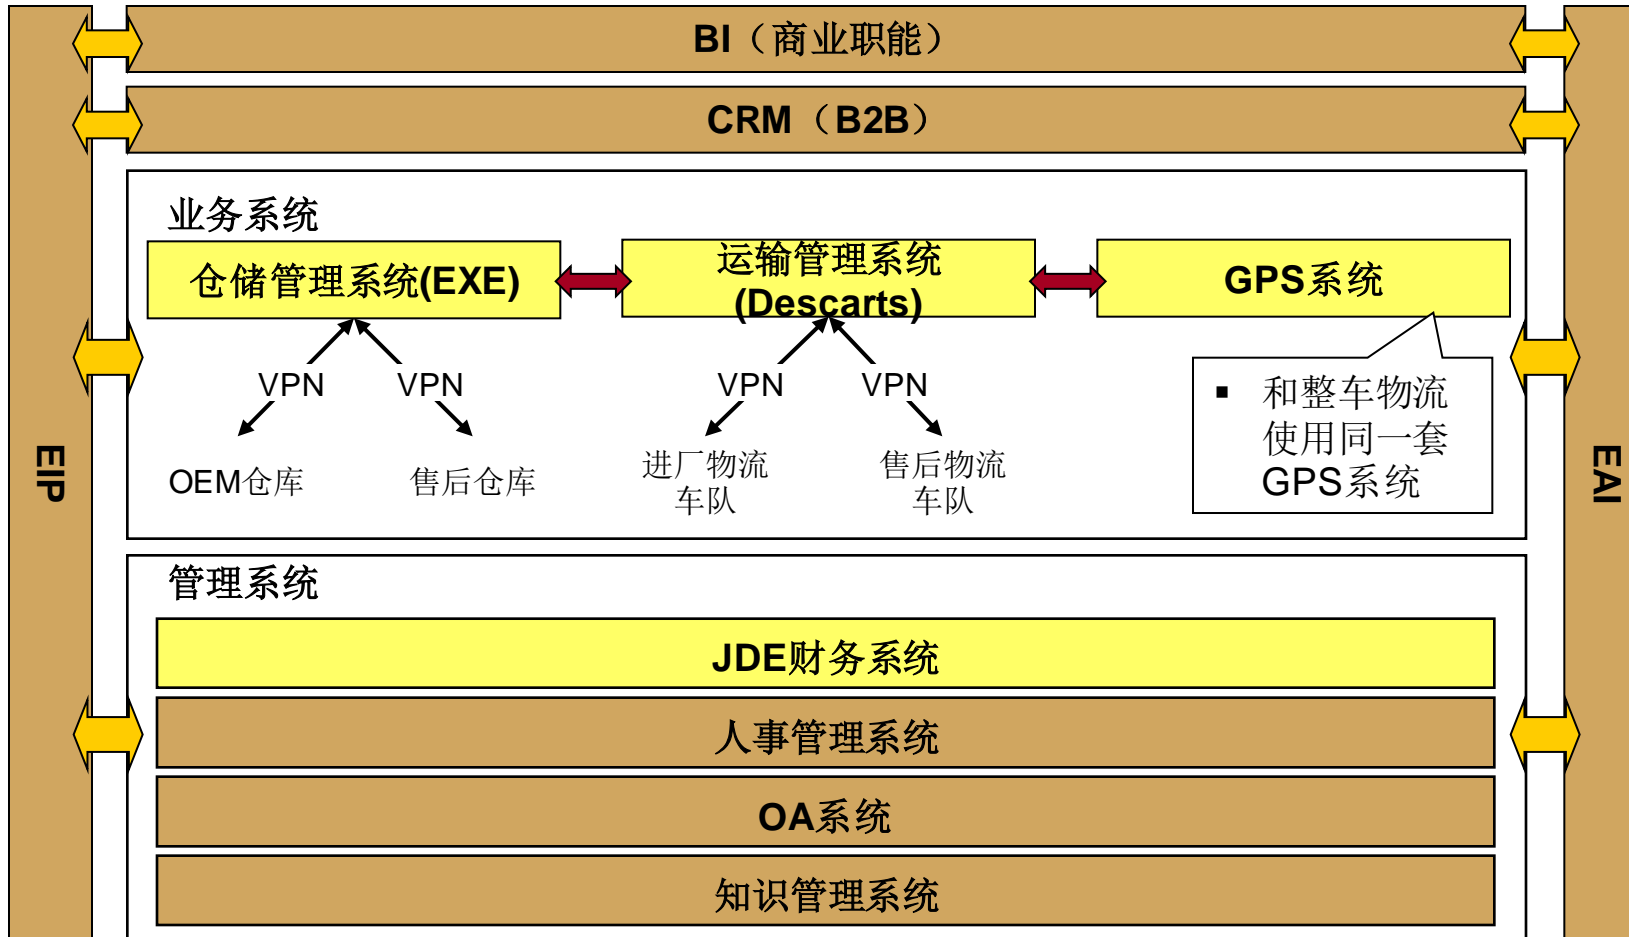 BI（商业职能）
CRM（B2B）
业务系统
仓储管理系统(EXE)
运输管理系统
(Descarts)
GPS系统
VPN
VPN
VPN
VPN
OEM仓库
售后仓库
进厂物流
车队
售后物流
车队
▪ 和整车物流
使用同一套
GPS系统
EIP
EAI
管理系统
JDE财务系统
人事管理系统
OA系统
知识管理系统